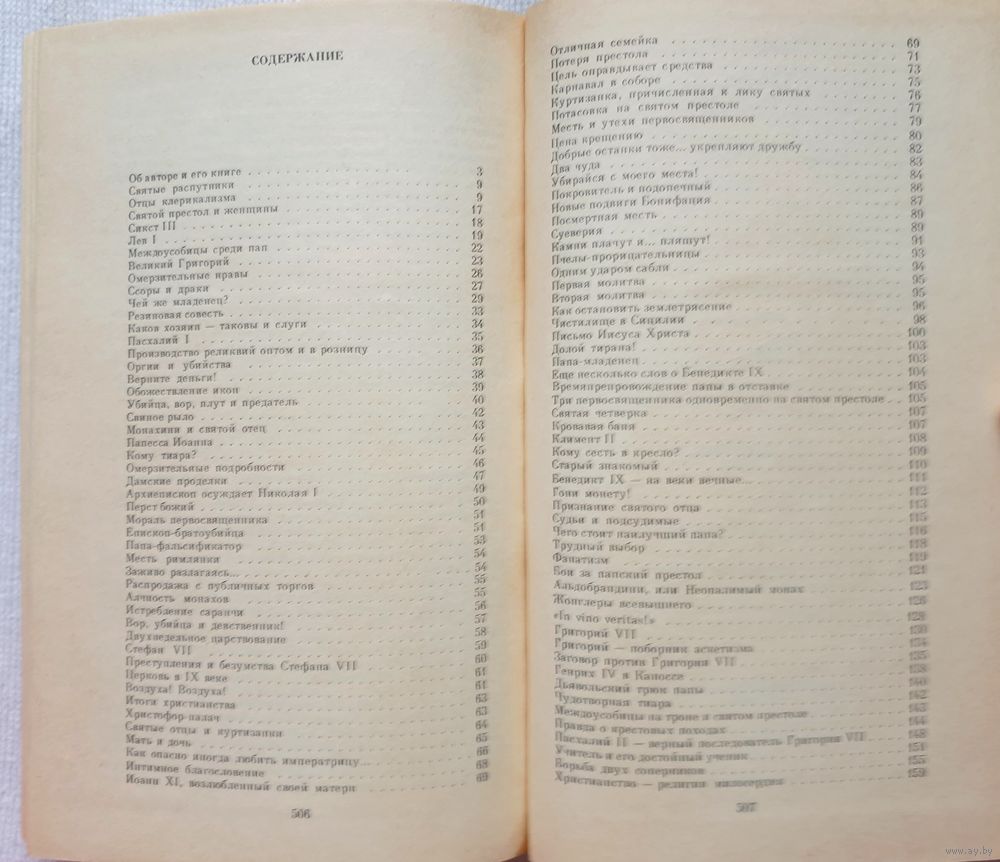 СОДЕРЖАНИЕ
Об авторе и его книге 3
Святые распутники 9
Отцы клерикализма 9
Святой престол и женщины 17
Сикст III 18
Лев I 19
Междоусобицы среди пап 22
Великий Григорий 23
Омерзительные нравы 26
Ссоры и драки 27
Чей же младенец? 29
Резиновая совесть 33
Каков хозяин — таковы и слуги 34
Пасхалий I 35
Производство реликвий оптом и в розницу 36
Оргии и убийства 37
Верните деньги! 38
Обожествление икон 39
Убийца, вор, плут и предатель 40
Свиное рыло 42
Монахини и святой отец 43
Папесса Иоанна 44
Кому тиара? 45
Омерзительные подробности 46
Дамские проделки 47
Архиепископ осуждает Николая I 49
Перст божий 50
Мораль первосвященника 51
Епископ-братоубийца 51
Папа-фальсификатор 53
Месть римлянки 54
Заживо разлагаясь... 54
Распродажа с публичных торгов 55
Алчность монахов 55
Истребление саранчи 56
Вор, убийца и девственник! 57
Двухнедельное царствование 58
Стефан VII 59
Преступления и безумства Стефана VII 60
Церковь в IX веке 61
Воздуха! Воздуха! 61
Итоги христианства 63
Христофор-палач 63
Святые отцы и куртизанки 64
Мать и дочь 65
Как опасно иногда любить императрицу... 66
Интимное благословение 68
Иоанн XI, возлюбленный своей матери 69
506
Отличная семейка 69
Потеря престола 71
Цель оправдывает средства 73
Карнавал в соборе 75
Куртизанка, причисленная к лику святых 76
Потасовка на святом престоле 77
Месть и утехи первосвященников 79
Цена крещению 80
Добрые останки тоже... укрепляют дружбу 82
Два чуда 83
Убирайся с моего места! 84
Покровитель и подопечный 86
Новые подвиги Бонифация 87
Посмертная месть 89
Суеверия 89
Камни плачут и... пляшут! 91
Пчелы-прорицательницы 93
Одним ударом сабли 94
Первая молитва 95
Вторая молитва 95
Как остановить землетрясение 96
Чистилище в Сицилии 98
Письмо Иисуса Христа 100
Долой тирана! 103
Папа-младенец 103
Еще несколько слов о Бенедикте IX 104
Времяпрепровождение папы в отставке 105
Три первосвященника одновременно на святом престоле 105
Святая четверка 107
Кровавая баня 107
Климент II 108
Кому сесть в кресло? 109
Старый знакомый 110
Бенедикт IX — на веки вечные... 111
Гони монету! 112
Признание святого отца 113
Судьи и подсудимые 115
Чего стоит наилучший папа? 116
Трудный выбор 118
Фанатизм 119
Бои за папский престол 121
Альдобрандини, или Неопалимый монах 123
Жонглеры всевышнего 126
«In vino veritas!» 128
Григорий VII 130
Григорий — поборник аскетизма 134
Заговор против Григория VII 135
Генрих IV в Каноссе 138
Дьявольский трюк папы 140
Чудотворная тиара 142
Междоусобицы на троне и святом престоле 143
Правда о крестовых походах 144
Пасхалий II — верный последователь Григория VII 148
Учитель и его достойный ученик 151
Борьба двух соперников 155
Христианство — религия милосердия 159
507
www.ay.by